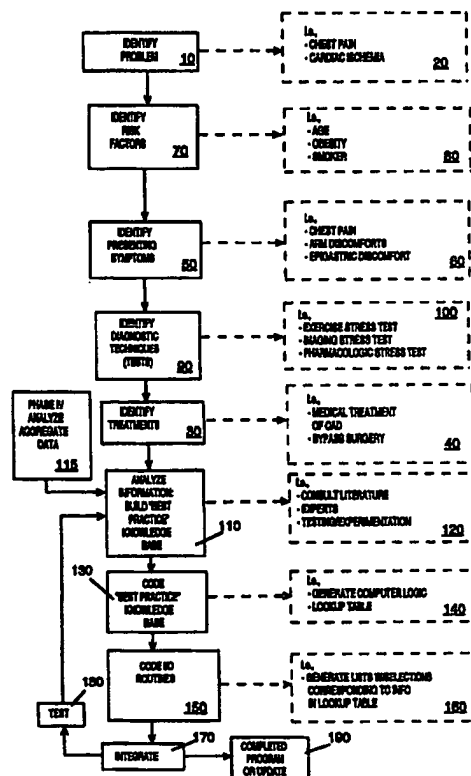 IDENTIFY
PROBLEM
10
i.e.,
• CHEST PAIN
• CARDIAC ISCHEMIA
20
IDENTIFY
RISK
FACTORS
70
i.e.,
• AGE
• OBESITY
• SMOKER
80
IDENTIFY
PRESENTING
SYMPTOMS
50
i.e.,
• CHEST PAIN
• ARM DISCOMFORTS
• EPIGASTRIC DISCOMFORT
60
IDENTIFY
DIAGNOSTIC
TECHNIQUES
(TESTS)
90
i.e.,
100
• EXERCISE STRESS TEST
• IMAGING STRESS TEST
• PHARMACOLOGIC STRESS TEST
IDENTIFY
TREATMENTS
30
i.e.,
• MEDICAL TREATMENT
OF CAD
• BYPASS SURGERY
40
PHASE IV
ANALYZE
AGGREGATE
DATA
115
ANALYZE
INFORMATION:
BUILD 'BEST
PRACTICE'
KNOWLEDGE
BASE
110
i.e.,
• CONSULT LITERATURE
• EXPERTS
• TESTING/EXPERIMENTATION
120
130
CODE
'BEST PRACTICE'
KNOWLEDGE
BASE
i.e.,
• GENERATE COMPUTER LOGIC
• LOOKUP TABLE
140
CODE I/O
ROUTINES
150
i.e.,
• GENERATE LISTS W/SELECTIONS
CORRESPONDING TO INFO
IN LOOKUP TABLE
160
180
TEST
INTEGRATE
170
190
COMPLETED
PROGRAM
OR UPDATE